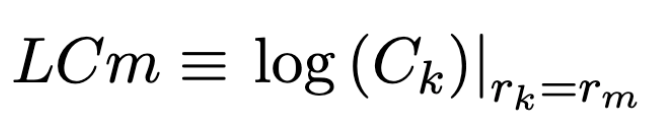 LCm ≡ log (C_k)|_{r_k=r_m}